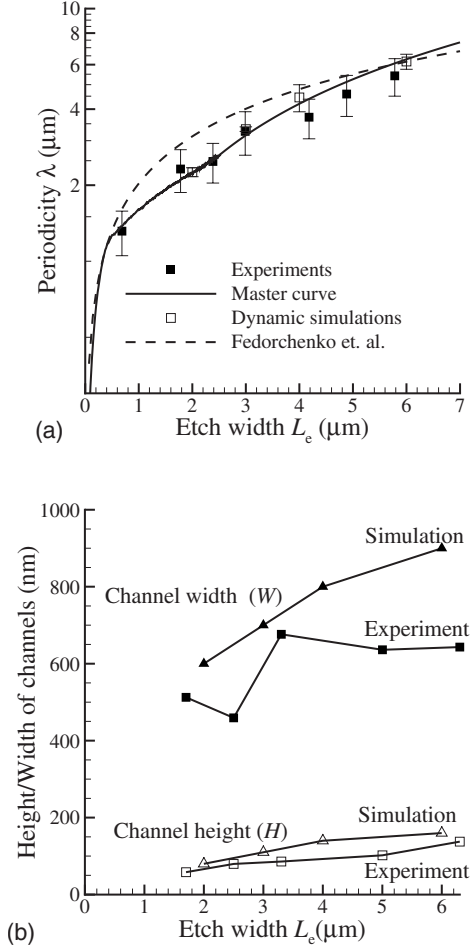 10
8
6
4
2
Periodicity λ (μm)
Experiments
Master curve
Dynamic simulations
Fedorchenko et. al.
0 1 2 3 4 5 6 7
(a)
Etch width Lₑ (μm)
1000
800
600
400
200
0
Height/Width of channels (nm)
Simulation
Channel width (W)
Experiment
Simulation
Channel height (H)
Experiment
0 1 2 3 4 5 6
(b)
Etch width Lₑ(μm)